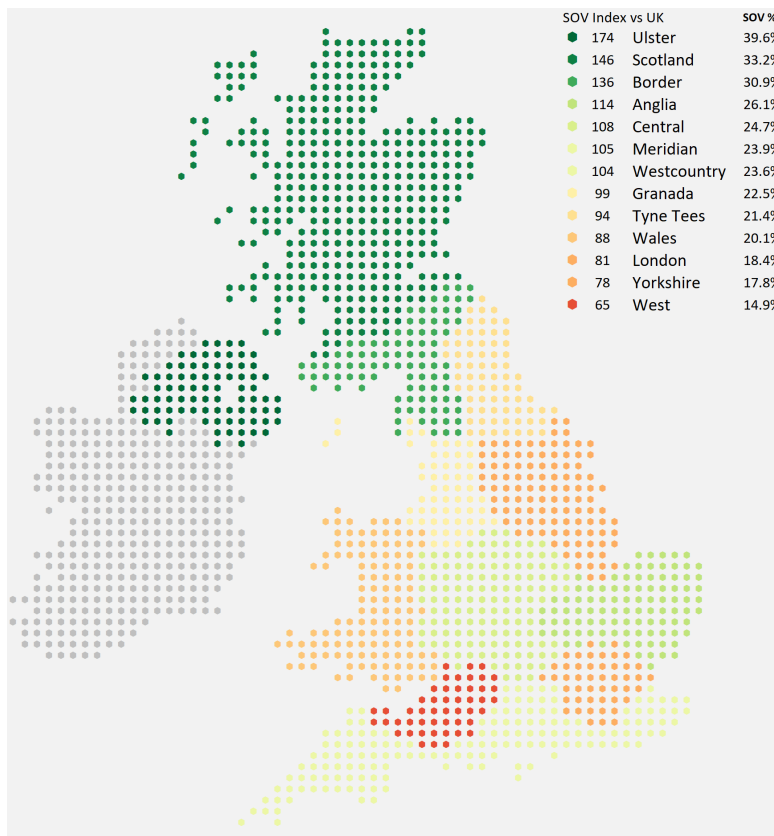 SOV Index vs UK SOV %
174 Ulster 39.6%
146 Scotland 33.2%
136 Border 30.9%
114 Anglia 26.1%
108 Central 24.7%
105 Meridian 23.9%
104 Westcountry 23.6%
99 Granada 22.5%
94 Tyne Tees 21.4%
88 Wales 20.1%
81 London 18.4%
78 Yorkshire 17.8%
65 West 14.9%